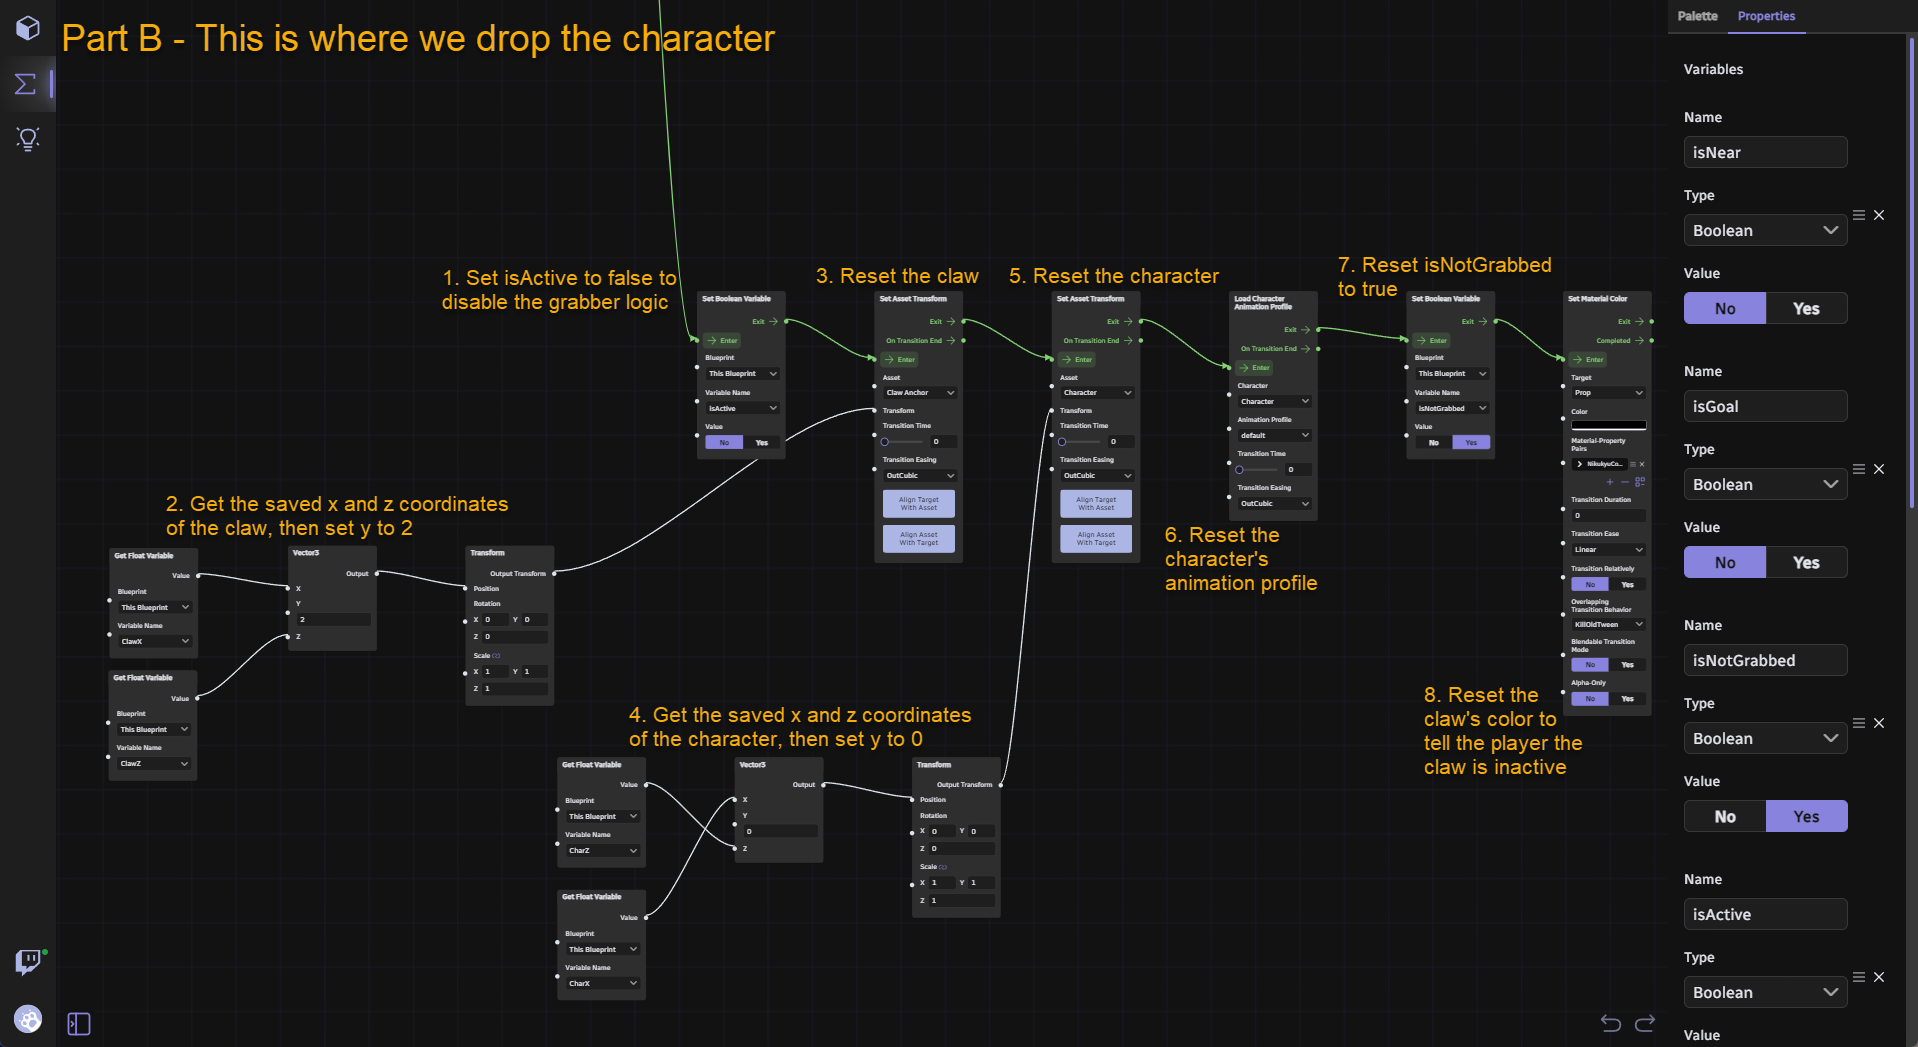 Part B - This is where we drop the character
Palette
Properties
Variables
Name
isNear
Type
Boolean
Value
No
Yes
Name
isGoal
Type
Boolean
Value
No
Yes
Name
isNotGrabbed
Type
Boolean
Value
No
Yes
Name
isActive
Type
Boolean
Value
1. Set isActive to false to
disable the grabber logic
Set Boolean Variable
Exit
Enter
Blueprint
This Blueprint
Variable Name
isActive
Value
No
Yes
2. Get the saved x and z coordinates
of the claw, then set y to 2
Get Float Variable
Value
Blueprint
This Blueprint
Variable Name
ClawX
Get Float Variable
Value
Blueprint
This Blueprint
Variable Name
ClawZ
Vector3
Output
X
Y
2
Z
Transform
Output Transform
Position
Rotation
X 0 Y 0
Z 0
Scale
X 1 Y 1
Z 1
3. Reset the claw
Set Asset Transform
Exit
On Transition End
Enter
Asset
Claw Anchor
Transform
Transition Time
0
Transition Easing
OutCubic
Align Target
With Asset
Align Asset
With Target
4. Get the saved x and z coordinates
of the character, then set y to 0
Get Float Variable
Value
Blueprint
This Blueprint
Variable Name
CharZ
Get Float Variable
Value
Blueprint
This Blueprint
Variable Name
CharX
Vector3
Output
X
Y
0
Z
Transform
Output Transform
Position
Rotation
X 0 Y 0
Z 0
Scale
X 1 Y 1
Z 1
5. Reset the character
Set Asset Transform
Exit
On Transition End
Enter
Asset
Character
Transform
Transition Time
0
Transition Easing
OutCubic
Align Target
With Asset
Align Asset
With Target
Load Character
Animation Profile
Exit
On Transition End
Enter
Character
Character
Animation Profile
default
Transition Time
0
Transition Easing
OutCubic
6. Reset the
character's
animation profile
7. Reset isNotGrabbed
to true
Set Boolean Variable
Exit
Enter
Blueprint
This Blueprint
Variable Name
isNotGrabbed
Value
No
Yes
Set Material Color
Exit
Completed
Enter
Target
Prop
Color
Material-Property
Pairs
NikukyuCo...
Transition Duration
0
Transition Ease
Linear
Transition Relatively
No
Yes
Overlapping
Transition Behavior
KillOldTween
Blendable Transition
Mode
No
Yes
Alpha-Only
No
Yes
8. Reset the
claw's color to
tell the player the
claw is inactive